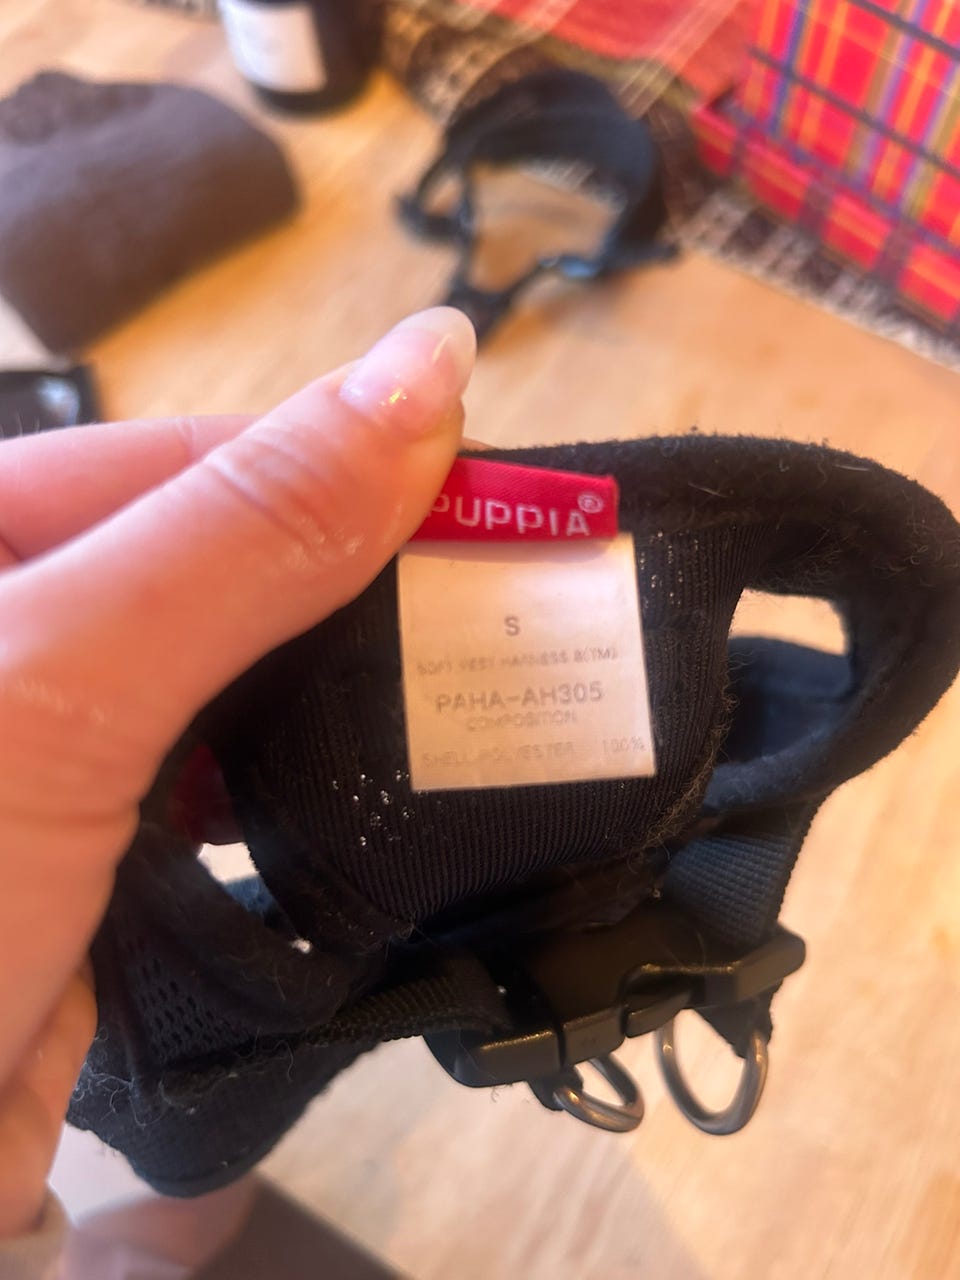 PUPPIA®
S
SOFT VEST HARNESS B(TM)
PAHA-AH305
COMPOSITION
SHELL:POLYESTER 100%